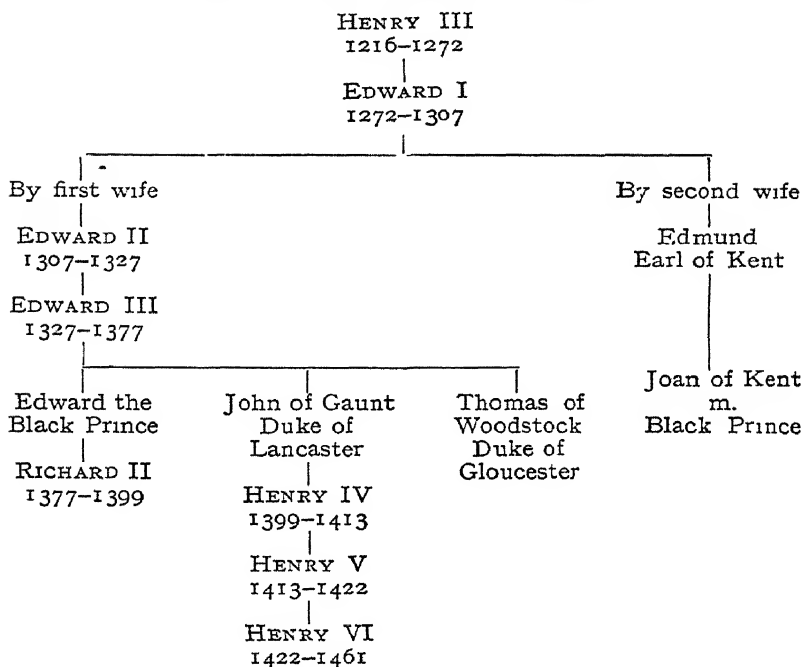 HENRY III
1216–1272
EDWARD I
1272–1307
By first wife
EDWARD II
1307–1327
EDWARD III
1327–1377
By second wife
Edmund
Earl of Kent
Edward the
Black Prince
RICHARD II
1377–1399
John of Gaunt
Duke of
Lancaster
HENRY IV
1399–1413
HENRY V
1413–1422
HENRY VI
1422–1461
Thomas of
Woodstock
Duke of
Gloucester
Joan of Kent
m.
Black Prince